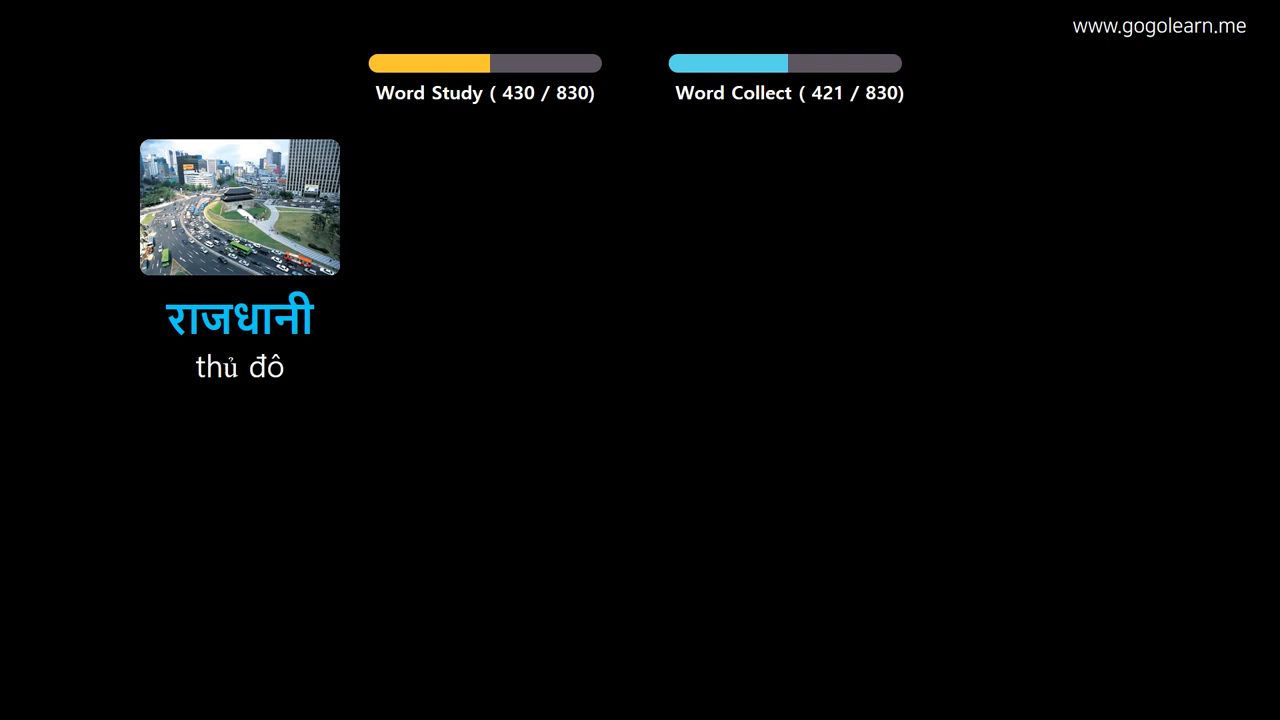 www.gogolearn.me
Word Study ( 430 / 830)
Word Collect ( 421 / 830)
राजधानी
thủ đô